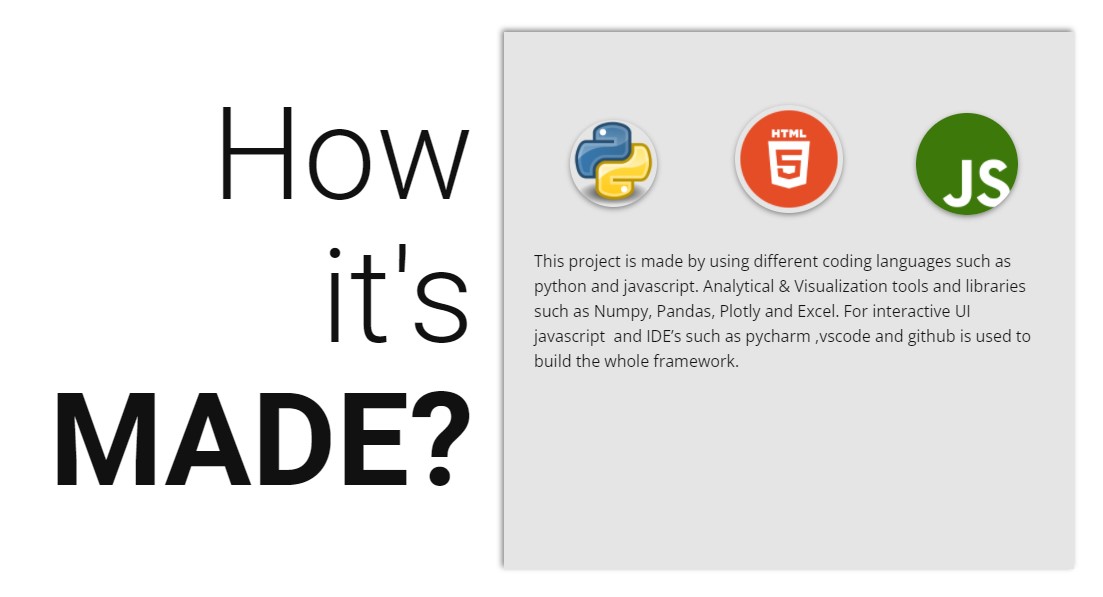 How
it's
MADE?
HTML
5
JS
This project is made by using different coding languages such as
python and javascript. Analytical & Visualization tools and libraries
such as Numpy, Pandas, Plotly and Excel. For interactive UI
javascript  and IDE’s such as pycharm ,vscode and github is used to
build the whole framework.